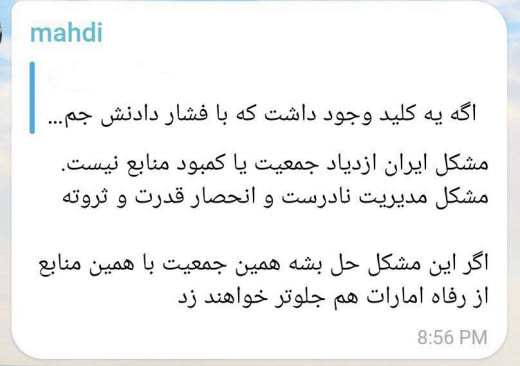 mahdi
اگه یه کلید وجود داشت که با فشار دادنش جم...
مشکل ایران ازدیاد جمعیت یا کمبود منابع نیست.
مشکل مدیریت نادرست و انحصار قدرت و ثروته
اگر این مشکل حل بشه همین جمعیت با همین منابع
از رفاه امارات هم جلوتر خواهند زد
8:56 PM